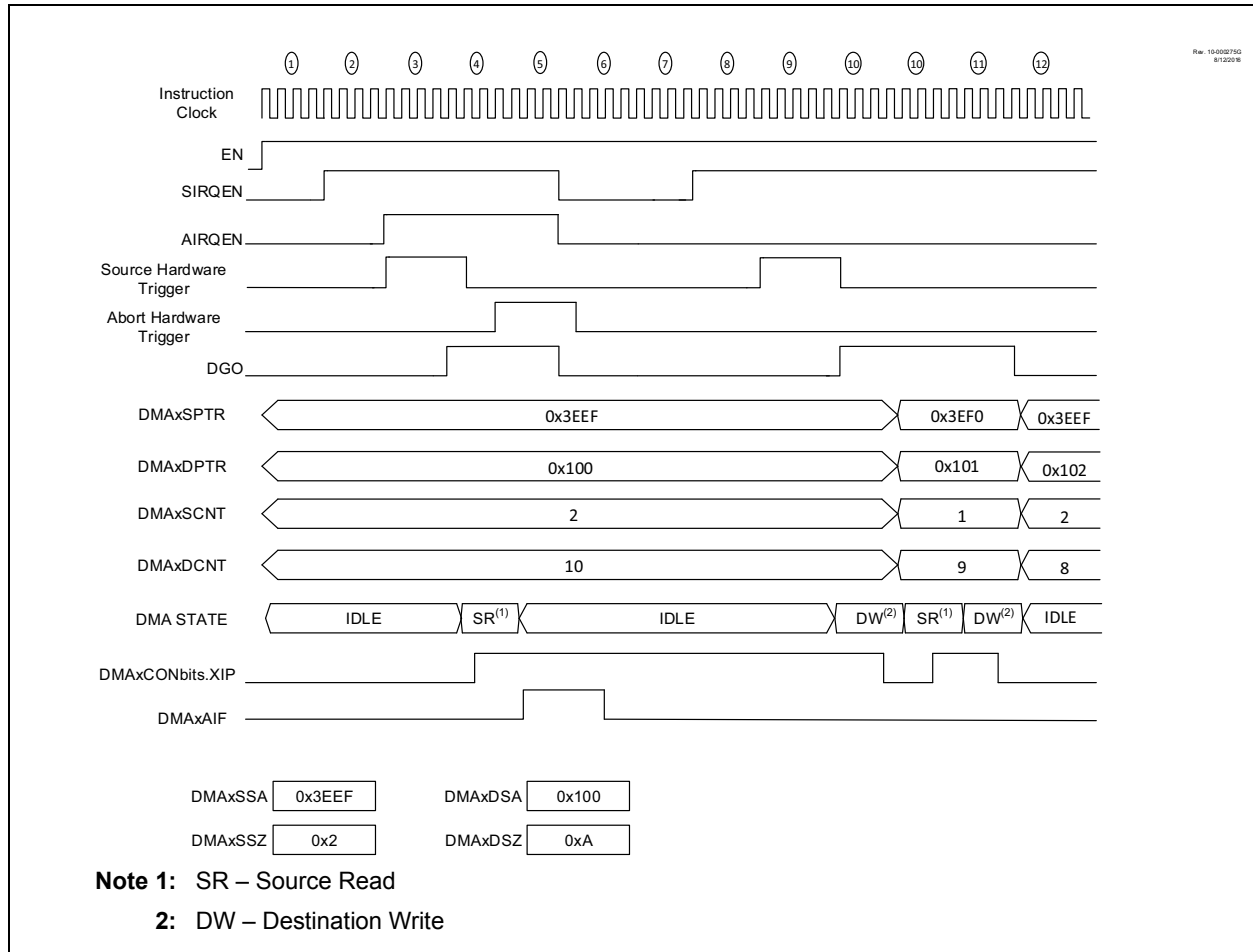 Rev. 10-000275G
8/12/2016
1 2 3 4 5 6 7 8 9 10 10 11 12
Instruction
Clock
EN
SIRQEN
AIRQEN
Source Hardware
Trigger
Abort Hardware
Trigger
DGO
DMAxSPTR 0x3EEF 0x3EF0 0x3EEF
DMAxDPTR 0x100 0x101 0x102
DMAxSCNT 2 1 2
DMAxDCNT 10 9 8
DMA STATE IDLE SR(1) IDLE DW(2) SR(1) DW(2) IDLE
DMAxCONbits.XIP
DMAxAIF
DMAxSSA 0x3EEF DMAxDSA 0x100
DMAxSSZ 0x2 DMAxDSZ 0xA
Note 1: SR – Source Read
2: DW – Destination Write